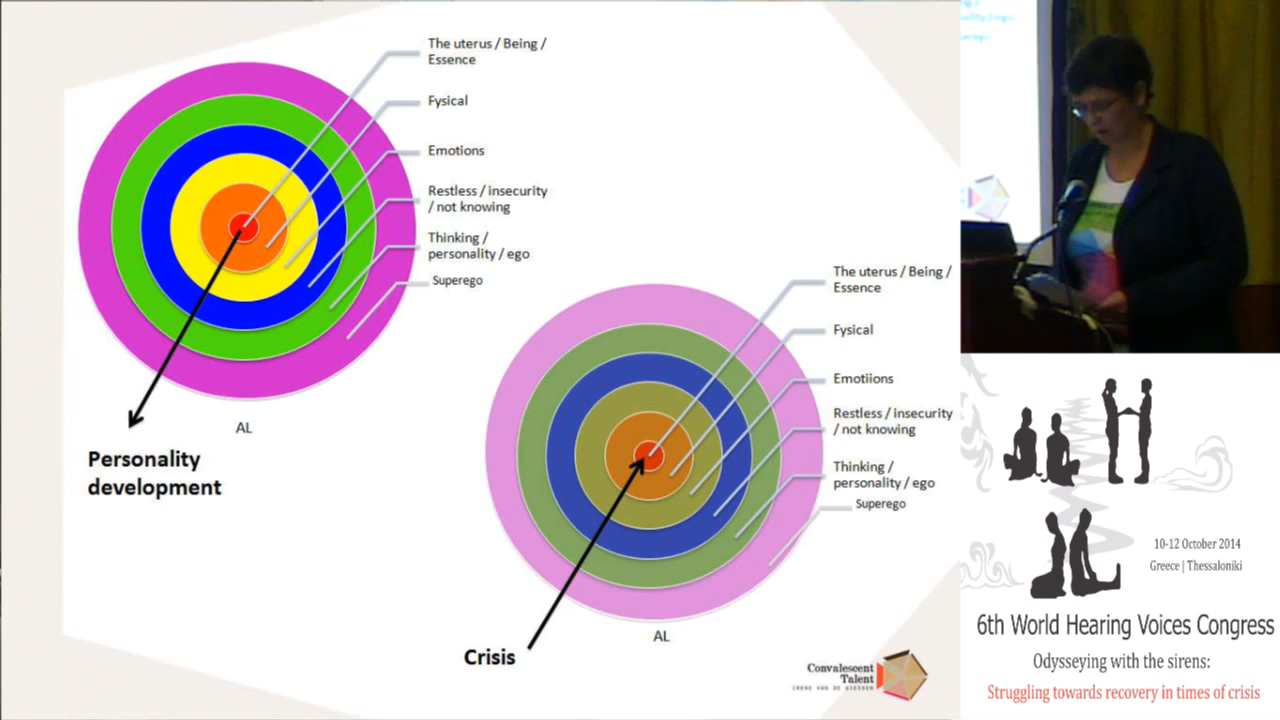 The uterus / Being /
Essence
Fysical
Emotions
Restless / insecurity
/ not knowing
Thinking /
personality / ego
Superego
AL
Personality
development
The uterus / Being /
Essence
Fysical
Emotiions
Restless / insecurity
/ not knowing
Thinking /
personality / ego
Superego
AL
Crisis
Convalescent
Talent
10-12 October 2014
Greece | Thessaloniki
6th World Hearing Voices Congress
Odysseying with the sirens:
Struggling towards recovery in times of crisis